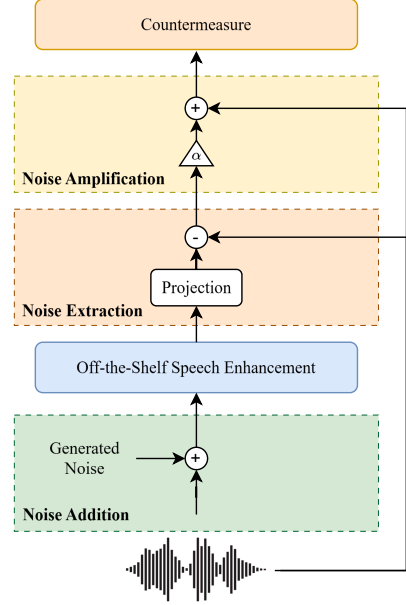 Countermeasure
+
α
Noise Amplification
-
Projection
Noise Extraction
Off-the-Shelf Speech Enhancement
Generated
Noise
+
Noise Addition